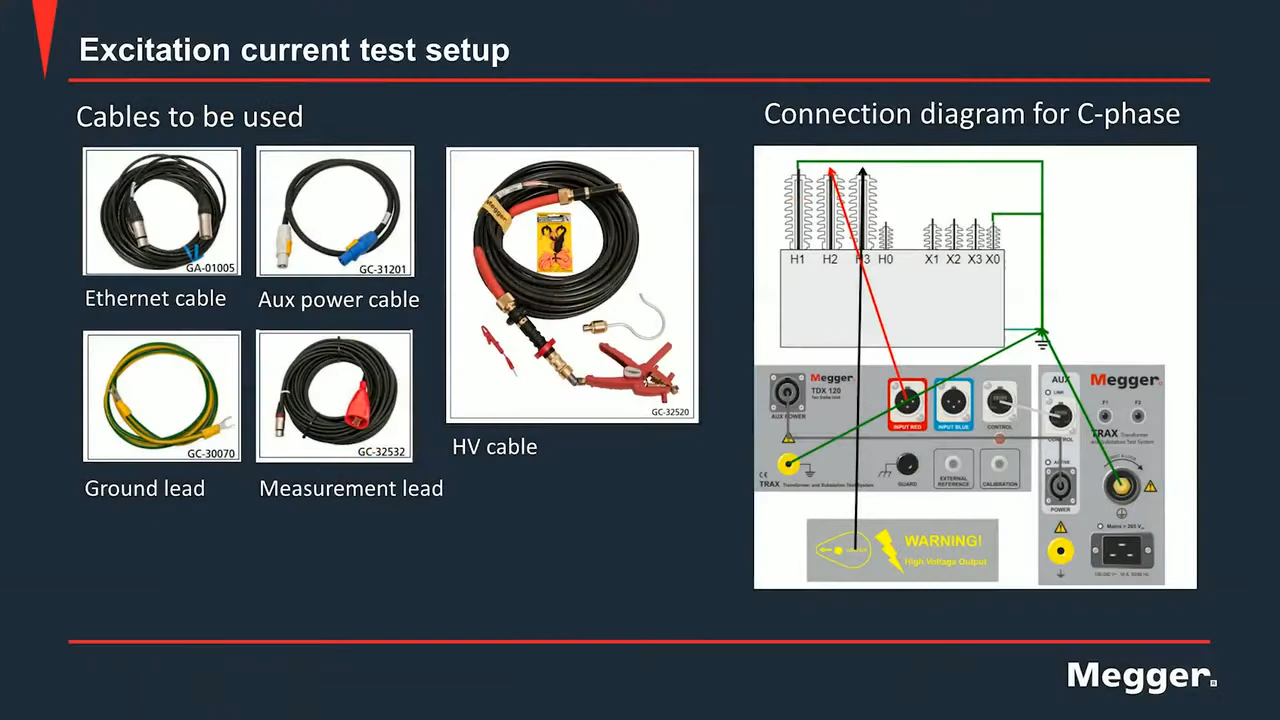 Excitation current test setup
Cables to be used
Connection diagram for C-phase
GA-01005
Ethernet cable
GC-31201
Aux power cable
GC-30070
Ground lead
GC-32532
Measurement lead
Megger.
GC-32520
HV cable
H1 H2 H3 H0 X1 X2 X3 X0
Megger.
TDX 120
AUX POWER
INPUT RED
INPUT BLUE
CONTROL
GUARD
EXTERNAL
REFERENCE
CALIBRATION
TRAX Transformer and Substation Test System
AUX
LINK
CONTROL
ACTIVE
POWER
Megger.
F1 F2
TRAX Transformer
and Substation Test System
Mains > 265 V
WARNING!
High Voltage Output
Megger.